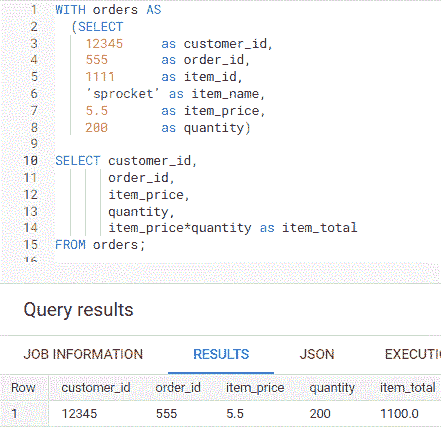 1 WITH orders AS
2 (SELECT
3 12345 as customer_id,
4 555 as order_id,
5 1111 as item_id,
6 ‘sprocket’ as item_name,
7 5.5 as item_price,
8 200 as quantity)
9
10 SELECT customer_id,
11 order_id,
12 item_price,
13 quantity,
14 item_price*quantity as item_total
15 FROM orders;
16
Query results
JOB INFORMATION RESULTS JSON EXECUTI
Row customer_id order_id item_price quantity item_total
1 12345 555 5.5 200 1100.0